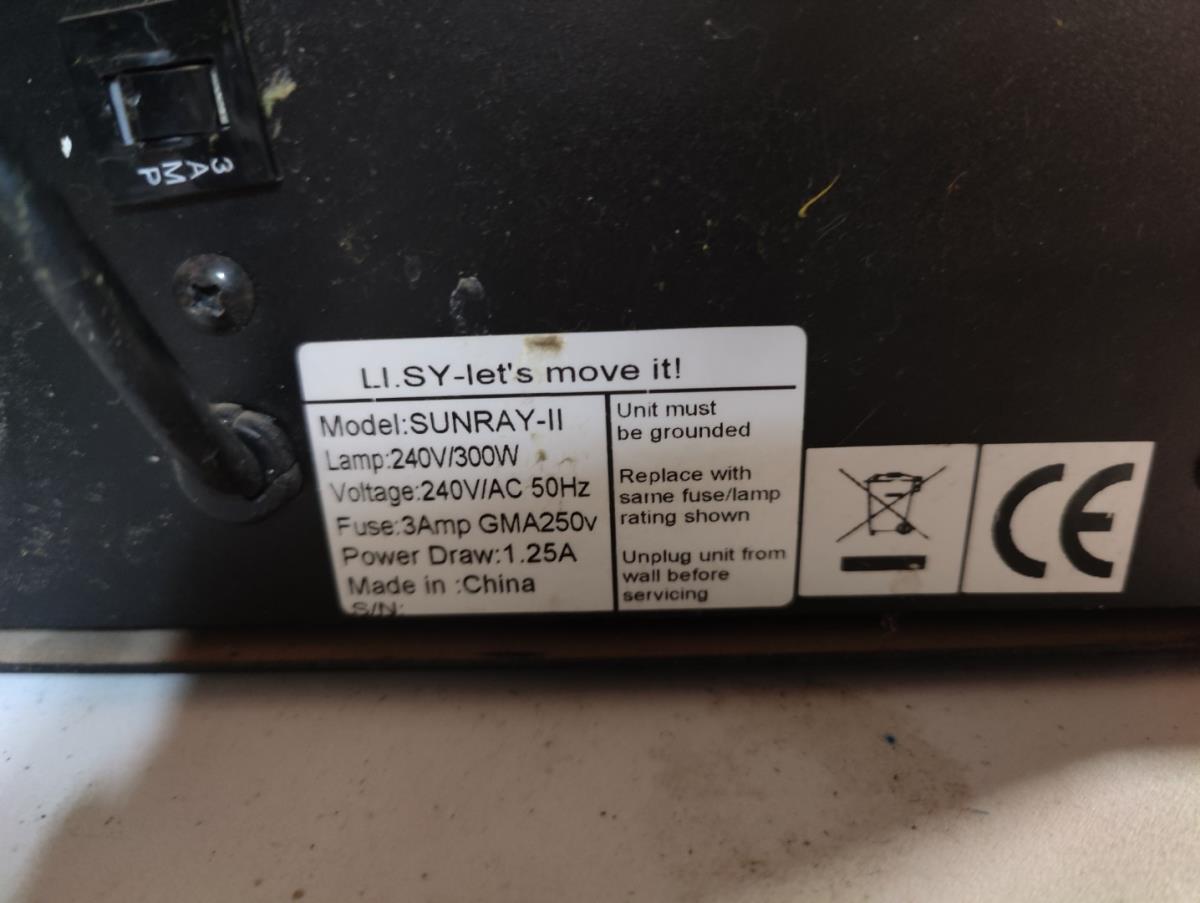 3 AMP
LI.SY-let's move it!
Model:SUNRAY-II
Lamp:240V/300W
Voltage:240V/AC 50Hz
Fuse:3Amp GMA250v
Power Draw:1.25A
Made in :China
S/N:
Unit must
be grounded
Replace with
same fuse/lamp
rating shown
Unplug unit from
wall before
servicing
CE